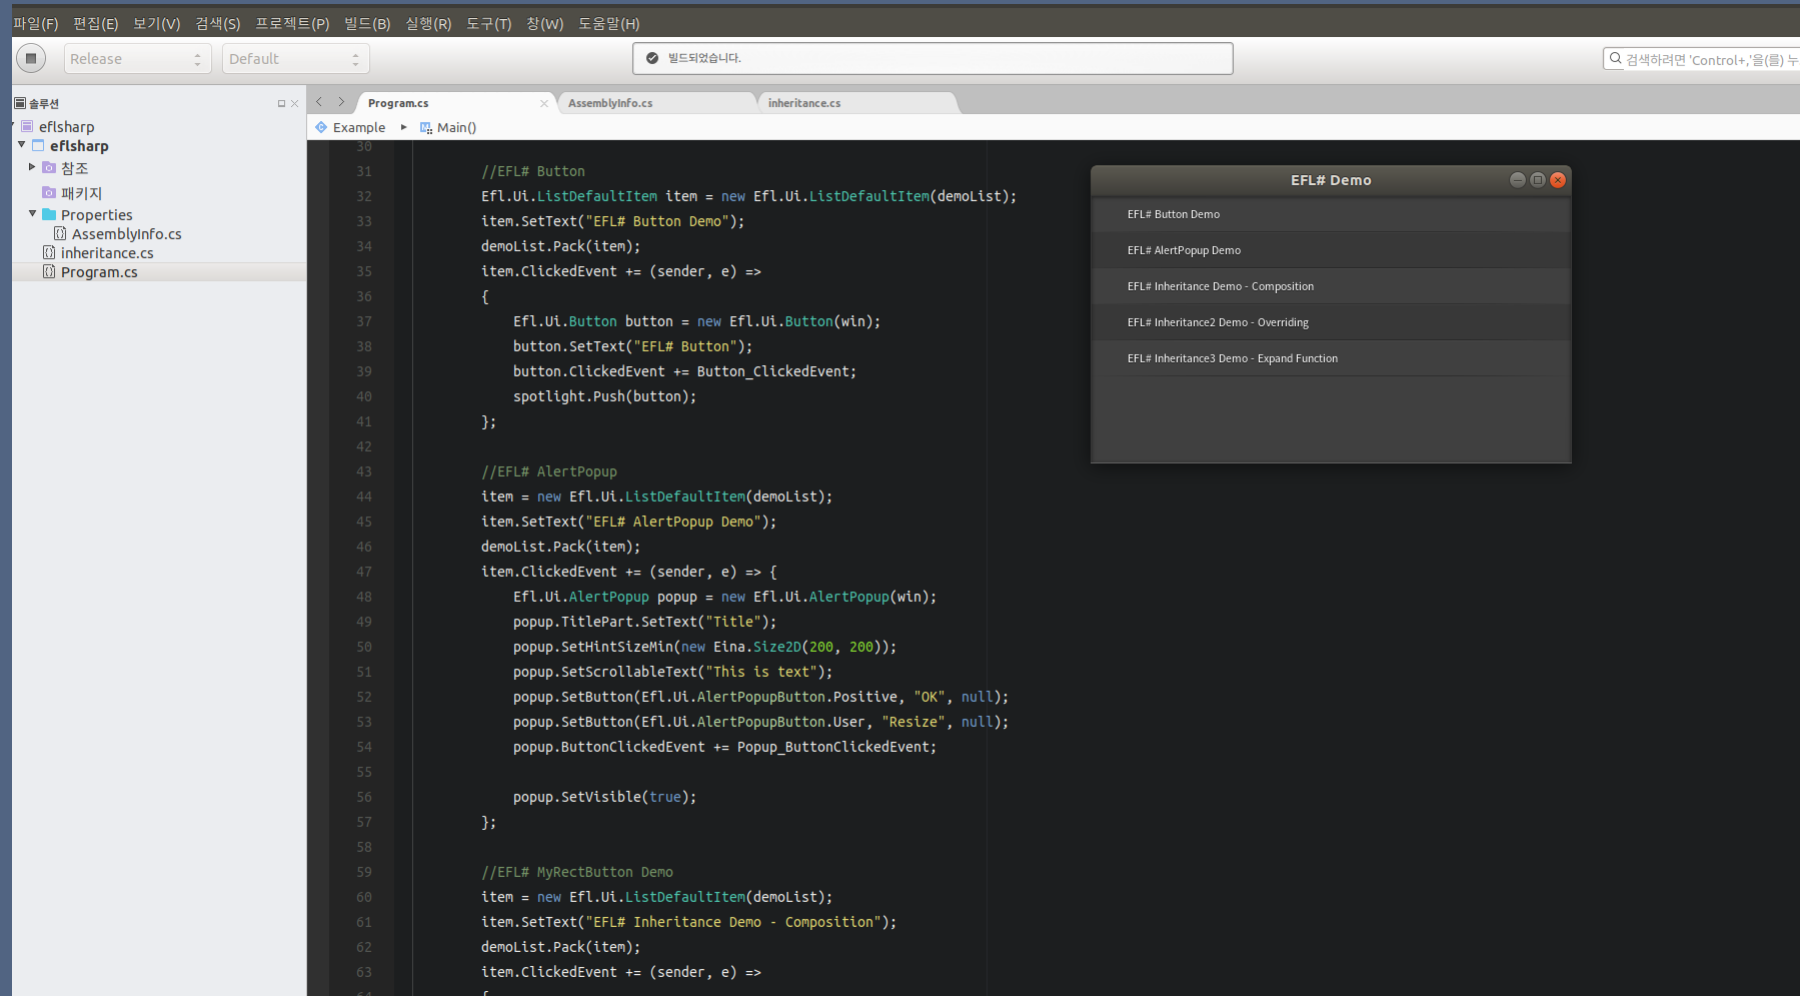 파일(F) 편집(E) 보기(V) 검색(S) 프로젝트(P) 빌드(B) 실행(R) 도구(T) 창(W) 도움말(H)
Release Default 빌드되었습니다. 검색하려면 'Control+,'을(를) 누
솔루션
eflsharp
eflsharp
참조
패키지
Properties
AssemblyInfo.cs
inheritance.cs
Program.cs
Program.cs AssemblyInfo.cs inheritance.cs
Example Main()
30
31 //EFL# Button
32 Efl.Ui.ListDefaultItem item = new Efl.Ui.ListDefaultItem(demoList);
33 item.SetText("EFL# Button Demo");
34 demoList.Pack(item);
35 item.ClickedEvent += (sender, e) =>
36 {
37 Efl.Ui.Button button = new Efl.Ui.Button(win);
38 button.SetText("EFL# Button");
39 button.ClickedEvent += Button_ClickedEvent;
40 spotlight.Push(button);
41 };
42
43 //EFL# AlertPopup
44 item = new Efl.Ui.ListDefaultItem(demoList);
45 item.SetText("EFL# AlertPopup Demo");
46 demoList.Pack(item);
47 item.ClickedEvent += (sender, e) => {
48 Efl.Ui.AlertPopup popup = new Efl.Ui.AlertPopup(win);
49 popup.TitlePart.SetText("Title");
50 popup.SetHintSizeMin(new Eina.Size2D(200, 200));
51 popup.SetScrollableText("This is text");
52 popup.SetButton(Efl.Ui.AlertPopupButton.Positive, "OK", null);
53 popup.SetButton(Efl.Ui.AlertPopupButton.User, "Resize", null);
54 popup.ButtonClickedEvent += Popup_ButtonClickedEvent;
55
56 popup.SetVisible(true);
57 };
58
59 //EFL# MyRectButton Demo
60 item = new Efl.Ui.ListDefaultItem(demoList);
61 item.SetText("EFL# Inheritance Demo - Composition");
62 demoList.Pack(item);
63 item.ClickedEvent += (sender, e) =>
EFL# Demo
EFL# Button Demo
EFL# AlertPopup Demo
EFL# Inheritance Demo - Composition
EFL# Inheritance2 Demo - Overriding
EFL# Inheritance3 Demo - Expand Function